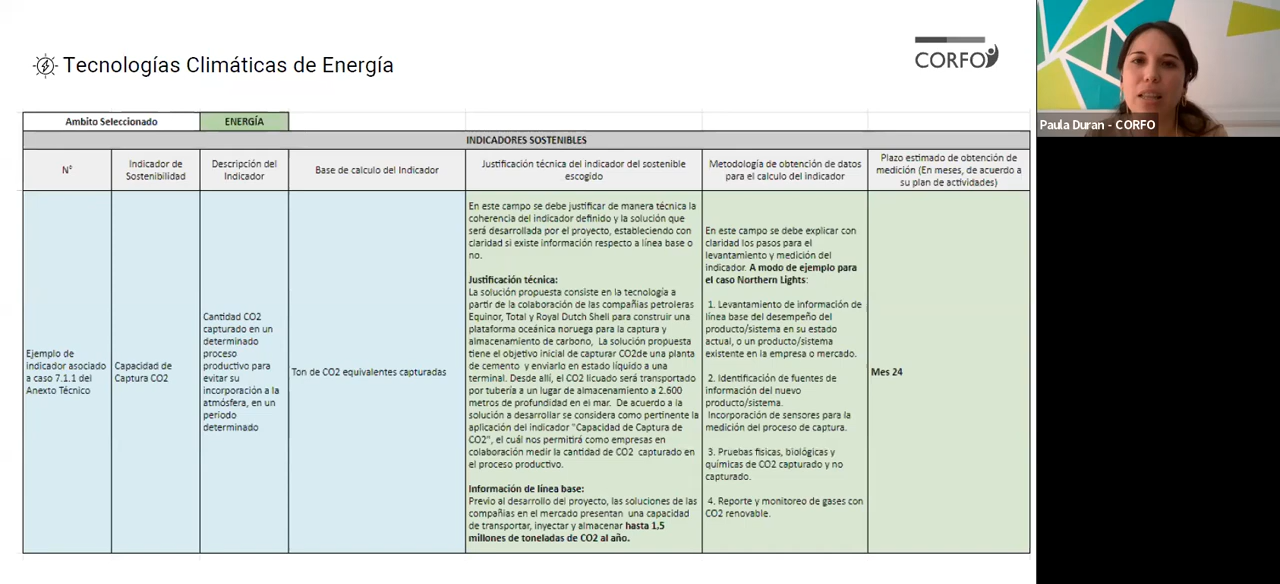 Tecnologías Climáticas de Energía
CORFO
Paula Duran - CORFO
Ambito Seleccionado
ENERGÍA
INDICADORES SOSTENIBLES
N°
Indicador de
Sostenibilidad
Descripción del
Indicador
Base de calculo del Indicador
Justificación técnica del indicador del sostenible
escogido
Metodología de obtención de datos
para el calculo del indicador
Plazo estimado de obtención de
medición (En meses, de acuerdo a
su plan de actividades)
Ejemplo de
indicador asociado
a caso 7.1.1 del
Anexto Técnico
Capacidad de
Captura CO2
Cantidad CO2
capturado en un
determinado
proceso
productivo para
evitar su
incorporación a la
atmósfera, en un
periodo
determinado
Ton de CO2 equivalentes capturadas
En este campo se debe justificar de manera técnica la
coherencia del indicador definido y la solución que
será desarrollada por el proyecto, estableciendo con
claridad si existe información respecto a línea base o
no.
Justificación técnica:
La solución propuesta consiste en la tecnología a
partir de la colaboración de las compañias petroleras
Equinor, Total y Royal Dutch Shell para construir una
plataforma oceánica noruega para la captura y
almacenamiento de carbono, La solución propuesta
tiene el objetivo inicial de capturar CO2de una planta
de cemento y enviarlo en estado líquido a una
terminal. Desde allí, el CO2 licuado será transportado
por tubería a un lugar de almacenamiento a 2.600
metros de profundidad en el mar. De acuerdo a la
solución a desarrollar se considera como pertinente la
aplicación del indicador "Capacidad de Captura de
CO2", el cuál nos permitirá como empresas en
colaboración medir la cantidad de CO2 capturado en
el proceso productivo.
Información de línea base:
Previo al desarrollo del proyecto, las soluciones de las
compañias en el mercado presentan una capacidad
de transportar, inyectar y almacenar hasta 1,5
millones de toneladas de CO2 al año.
En este campo se debe explicar con
claridad los pasos para el
levantamiento y medición del
indicador. A modo de ejemplo para
el caso Northern Lights:
1. Levantamiento de información de
línea base del desempeño del
producto/sistema en su estado
actual, o un producto/sistema
existente en la empresa o mercado.
2. Identificación de fuentes de
información del nuevo
producto/sistema.
Incorporación de sensores para la
medición del proceso de captura.
3. Pruebas físicas, biológicas y
químicas de CO2 capturado y no
capturado.
4. Reporte y monitoreo de gases con
CO2 renovable.
Mes 24